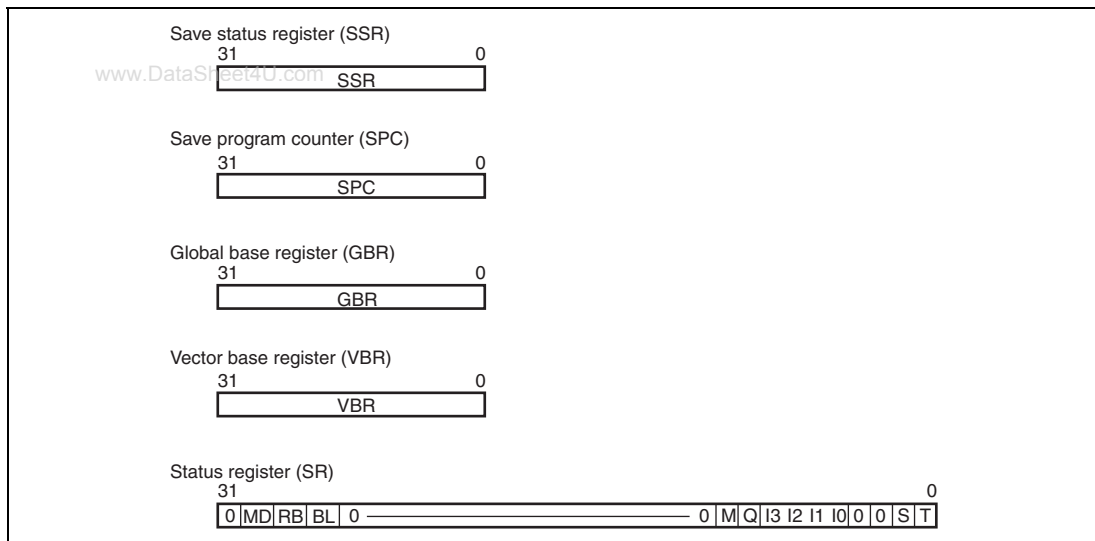 Save status register (SSR)
31 0
www.DataSheet4U.com
SSR
Save program counter (SPC)
31 0
SPC
Global base register (GBR)
31 0
GBR
Vector base register (VBR)
31 0
VBR
Status register (SR)
31 0
0 MD RB BL 0 0 M Q I3 I2 I1 I0 0 0 S T